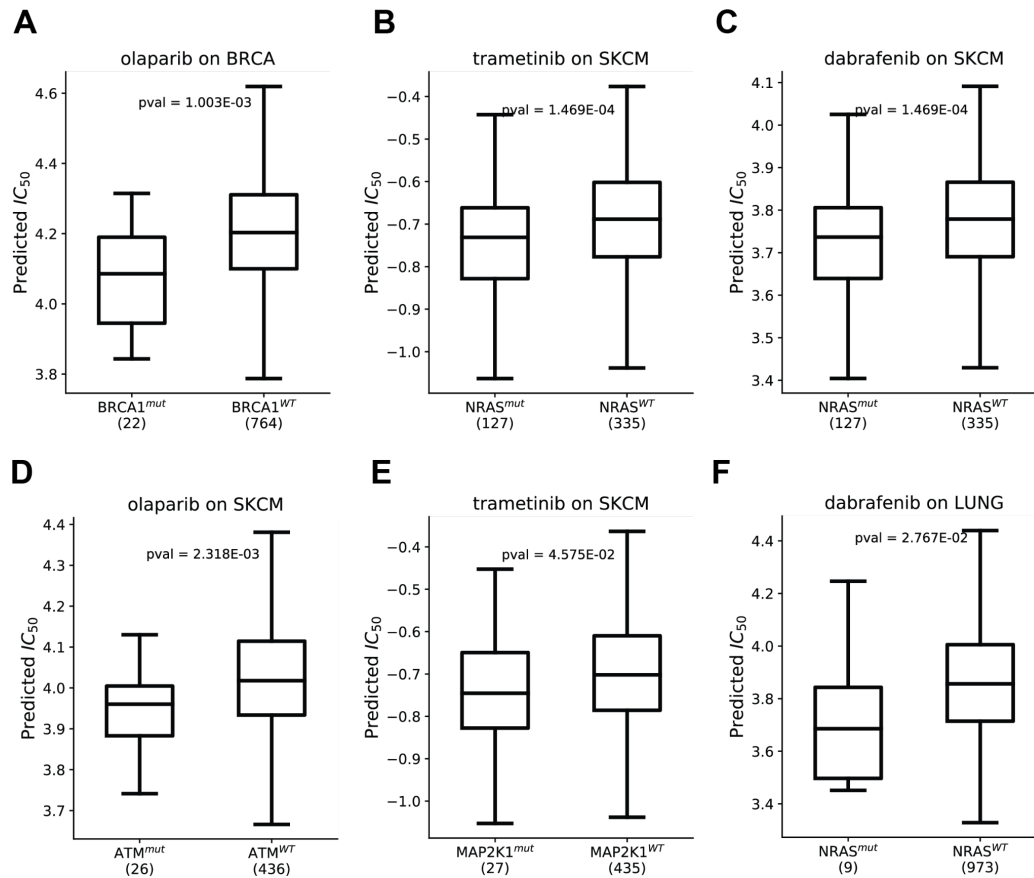 A
olaparib on BRCA
pval = 1.003E-03
Predicted IC50
4.6
4.4
4.2
4.0
3.8
BRCA1mut
(22)
BRCA1WT
(764)
B
trametinib on SKCM
pval = 1.469E-04
Predicted IC50
−0.4
−0.5
−0.6
−0.7
−0.8
−0.9
−1.0
NRASmut
(127)
NRASWT
(335)
C
dabrafenib on SKCM
pval = 1.469E-04
Predicted IC50
4.1
4.0
3.9
3.8
3.7
3.6
3.5
3.4
NRASmut
(127)
NRASWT
(335)
D
olaparib on SKCM
pval = 2.318E-03
Predicted IC50
4.4
4.3
4.2
4.1
4.0
3.9
3.8
3.7
ATMmut
(26)
ATMWT
(436)
E
trametinib on SKCM
pval = 4.575E-02
Predicted IC50
−0.4
−0.5
−0.6
−0.7
−0.8
−0.9
−1.0
MAP2K1mut
(27)
MAP2K1WT
(435)
F
dabrafenib on LUNG
pval = 2.767E-02
Predicted IC50
4.4
4.2
4.0
3.8
3.6
3.4
NRASmut
(9)
NRASWT
(973)